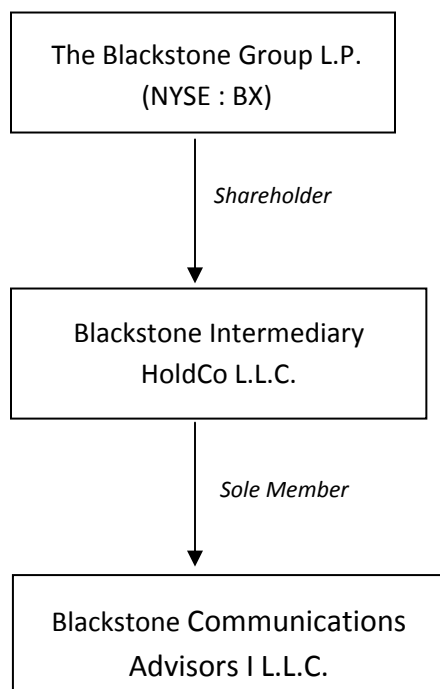 The Blackstone Group L.P.
(NYSE : BX)
Shareholder
Blackstone Intermediary
HoldCo L.L.C.
Sole Member
Blackstone Communications
Advisors I L.L.C.